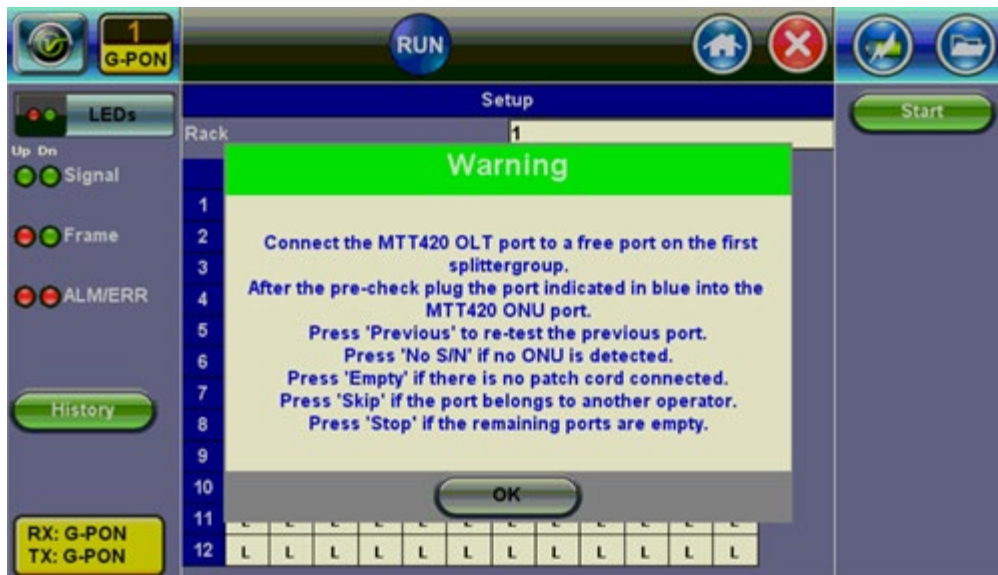 1
G-PON
RUN
LEDs
Up Dn
Signal
Frame
ALM/ERR
History
RX: G-PON
TX: G-PON
Setup
Rack
1
Warning
Connect the MTT420 OLT port to a free port on the first
splittergroup.
After the pre-check plug the port indicated in blue into the
MTT420 ONU port.
Press 'Previous' to re-test the previous port.
Press 'No S/N' if no ONU is detected.
Press 'Empty' if there is no patch cord connected.
Press 'Skip' if the port belongs to another operator.
Press 'Stop' if the remaining ports are empty.
OK
1
2
3
4
5
6
7
8
9
10
11
12 L L L L L L L L L L L L
Start